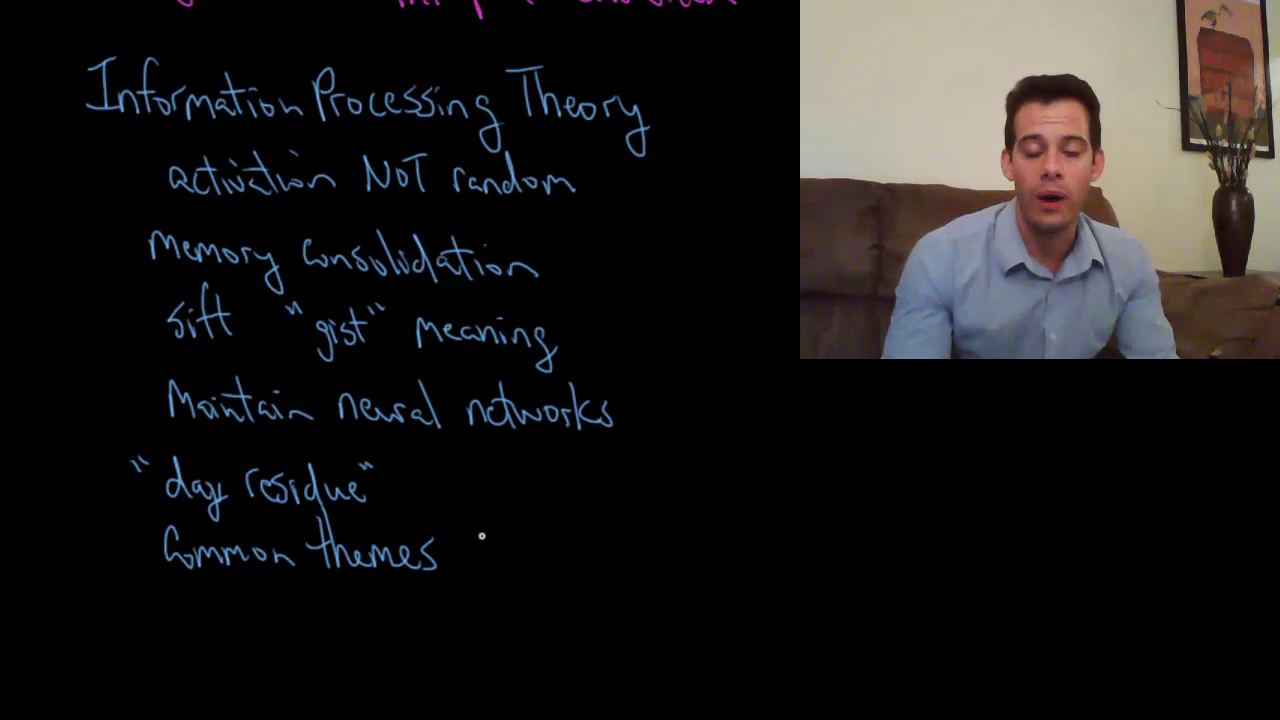 Information Processing Theory
activation NOT random
Memory consolidation
sift "gist" meaning
Maintain neural networks
"day residue"
Common themes